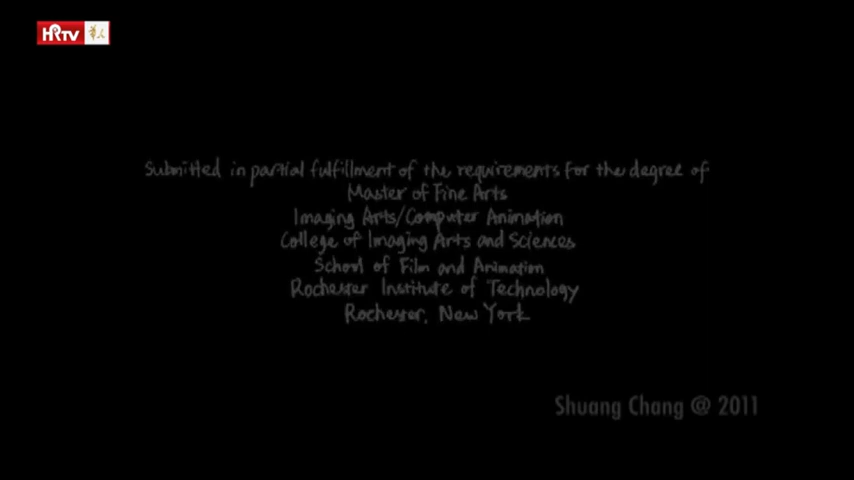 HRTV
Submitted in partial fulfillment of the requirements for the degree of
Master of Fine Arts
Imaging Arts/Computer Animation
College of Imaging Arts and Sciences
School of Film and Animation
Rochester Institute of Technology
Rochester, New York
Shuang Chang @ 2011